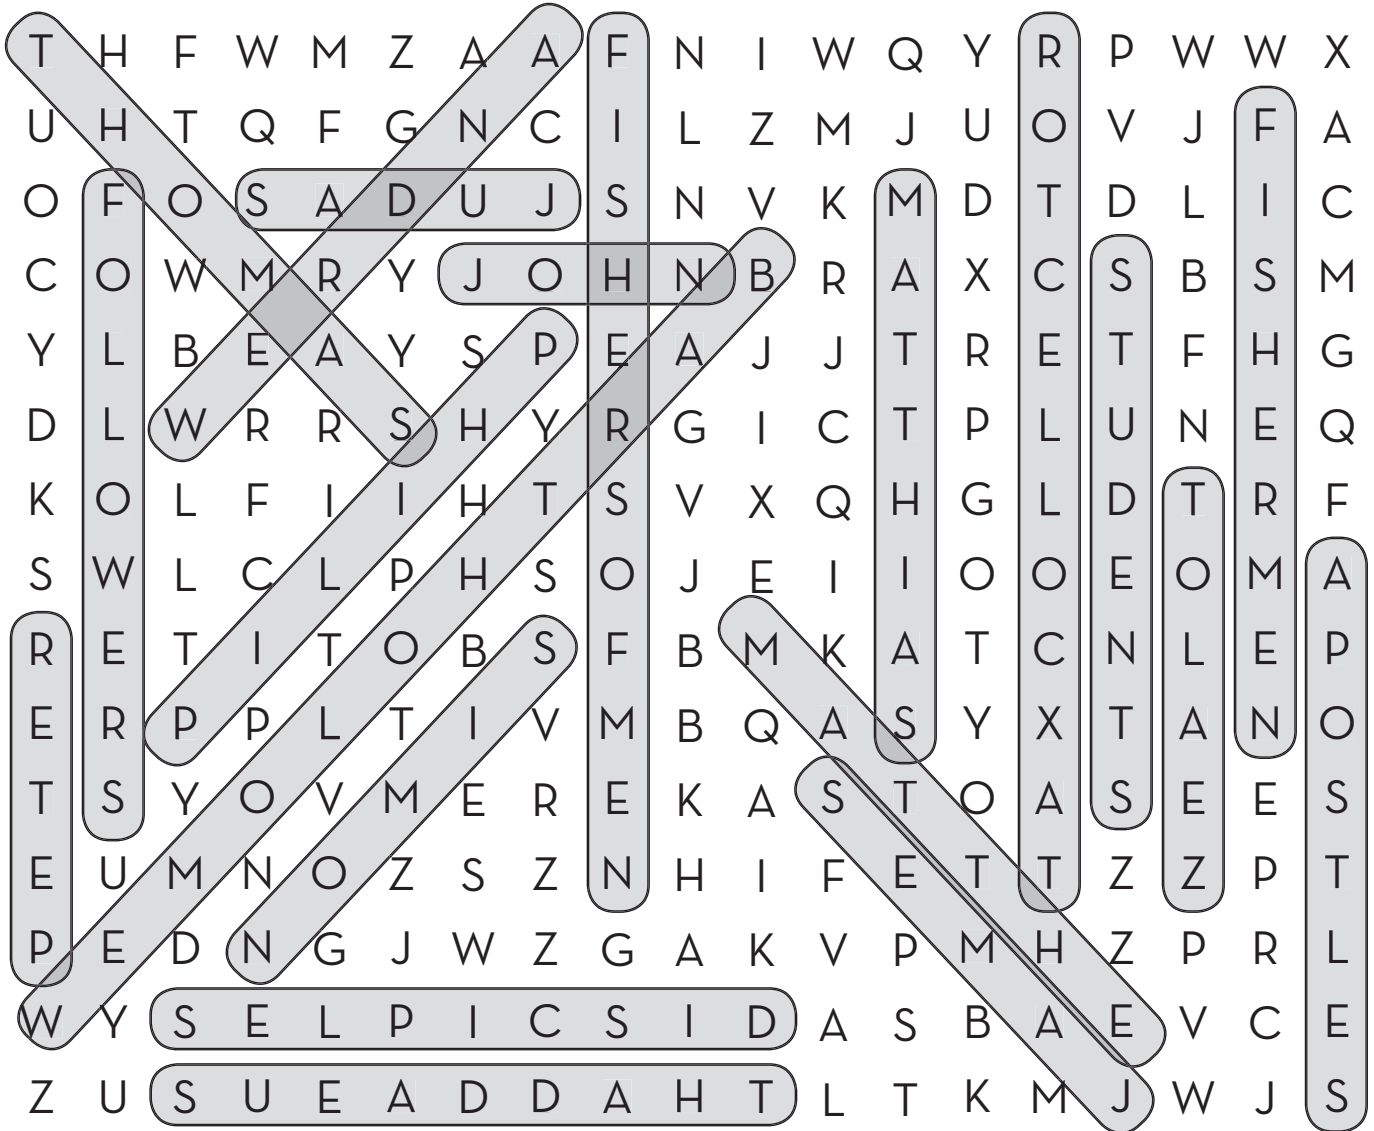 T H F W M Z A A F N I W Q Y R P W W X
U H T Q F G N C I L Z M J U O V J F A
O F O S A D U J S N V K M D T D L I C
C O W M R Y J O H N B R A X C S B S M
Y L B E A Y S P E A J J T R E T F H G
D L W R R S H Y R G I C T P L U N E Q
K O L F I I H T S V X Q H G L D T R F
S W L C L P H S O J E I I O O E O M A
R E T I T O B S F B M K A T C N L E P
E R P P L T I V M B Q A S Y X T A N O
T S Y O V M E R E K A S T O A S E E S
E U M N O Z S Z N H I F E T T Z Z P T
P E D N G J W Z G A K V P M H Z P R L
W Y S E L P I C S I D A S B A E V C E
Z U S U E A D D A H T L T K M J W J S